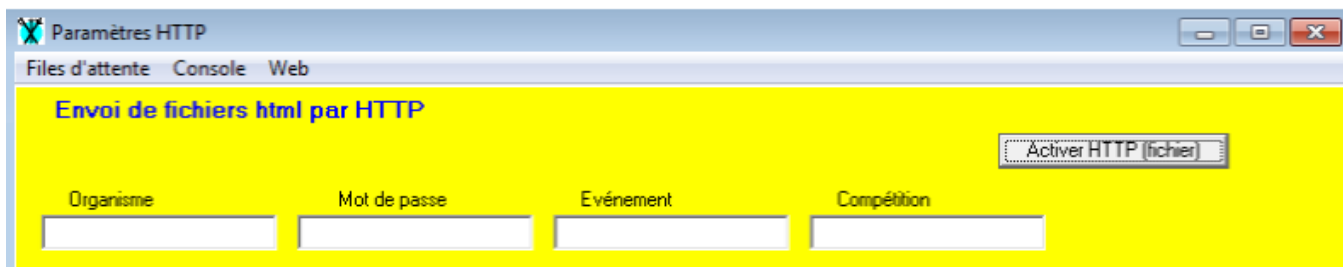 Paramètres HTTP
Files d'attente Console Web
Envoi de fichiers html par HTTP
Activer HTTP (fichier)
Organisme Mot de passe Evénement Compétition